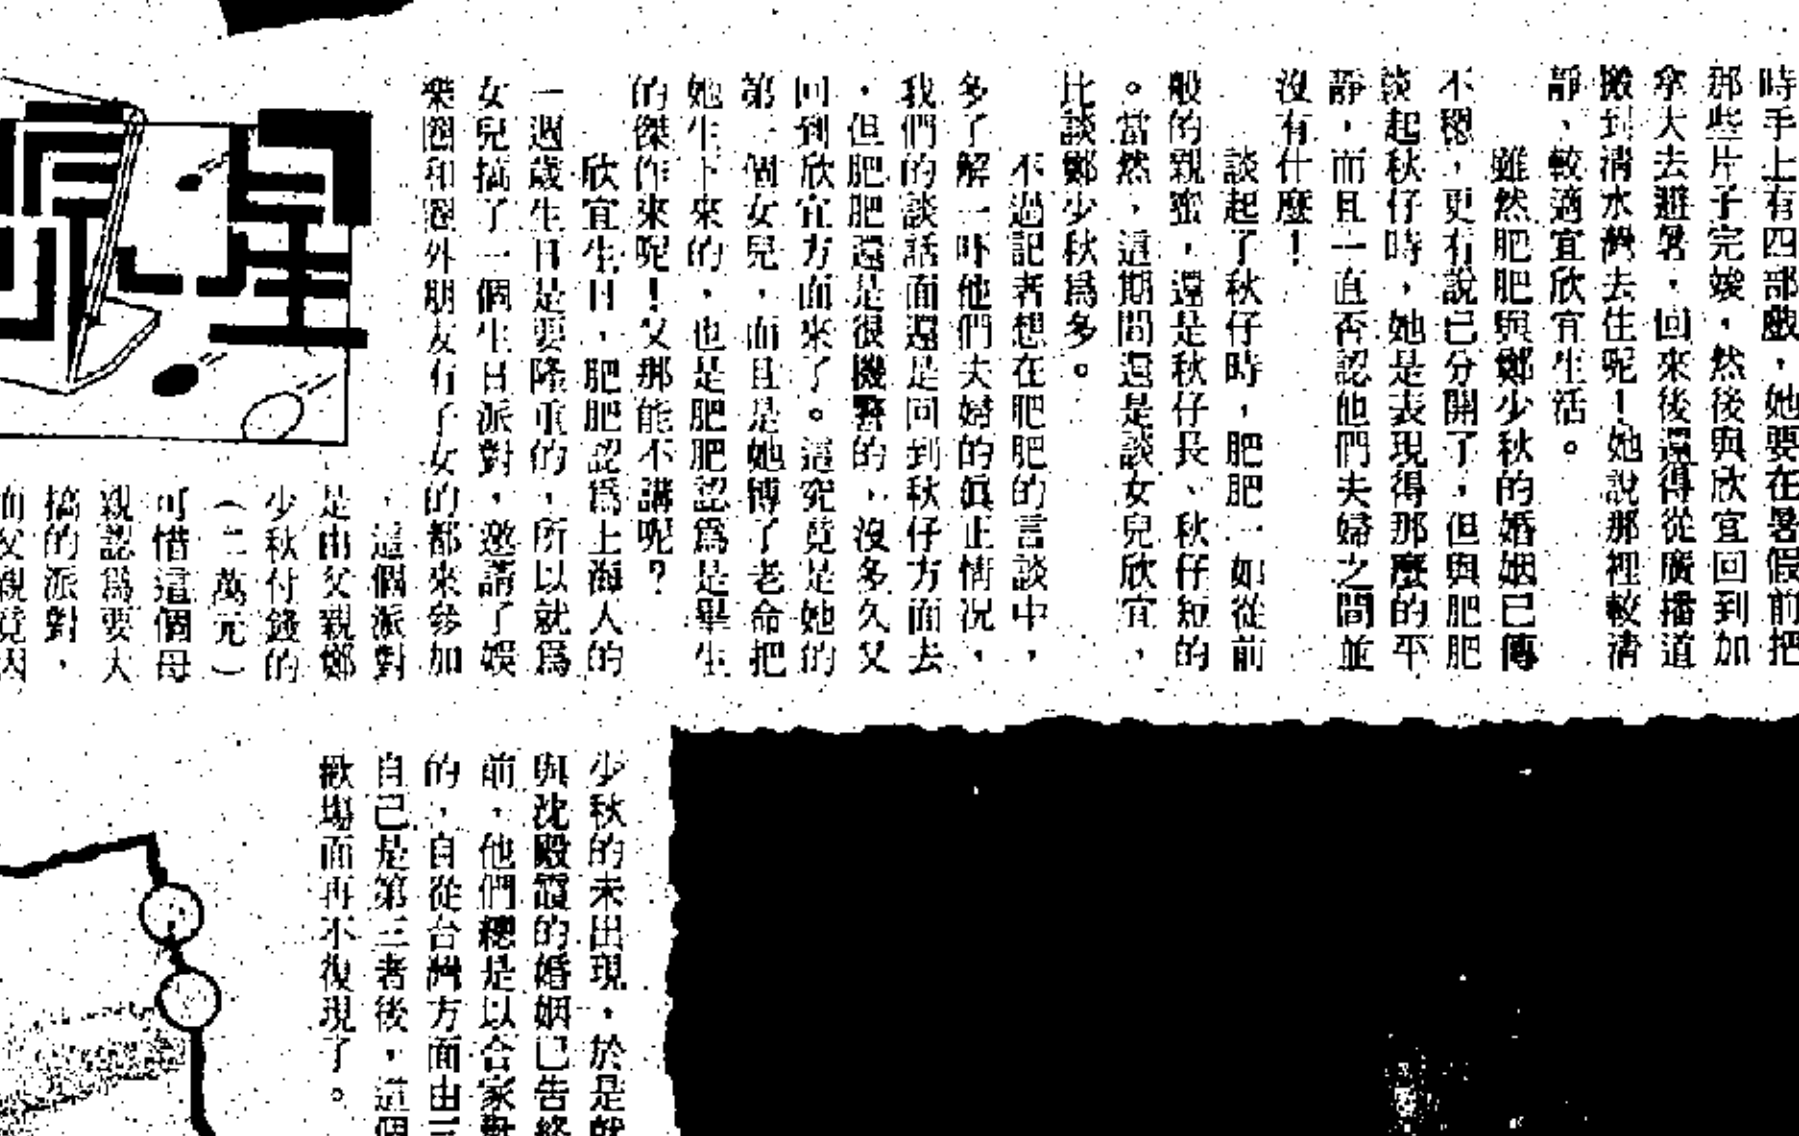 時手上有四部戲，她要在暑假前把
那些片子完竣，然後與欣宜回到加
拿大去避暑，回來後還得從廣播道
搬到清水灣去住呢！她說那裡較清
靜、較適宜欣宜生活。
雖然肥肥與鄭少秋的婚姻已傳
不穩，更有說已分開了，但與肥肥
談起秋仔時，她是表現得那麼的平
靜，而且一直否認他們夫婦之間並
沒有什麼！
談起了秋仔時，肥肥一如從前
般的親蜜，還是秋仔長、秋仔短的
。當然，這期間還是談女兒欣宜，
比談鄭少秋爲多。
不過記者想在肥肥的言談中，
多了解一吓他們夫婦的眞正情況，
我們的談話面還是回到秋仔方面去
，但肥肥還是很機警的，沒多久又
回到欣宜方面來了。這究竟是她的
第一個女兒，而且是她博了老命把
她生下來的，也是肥肥認爲是畢生
的傑作來呢！又那能不講呢？
欣宜生日，肥肥認爲上海人的
一週歲生日是要隆重的，所以就爲
女兒搞了一個生日派對，邀請了娛
樂圈和圈外朋友有子女的都來參加
，這個派對
是由父親鄭
少秋付錢的
（二萬元）
可惜這個母
親認爲要大
搞的派對，
而父親竟因
星
少秋的未出現，於是就
與沈殿霞的婚姻已告終
前，他們總是以合家歡
的，自從台灣方面由三
自己是第三者後，這個
歡場面再不復現了。